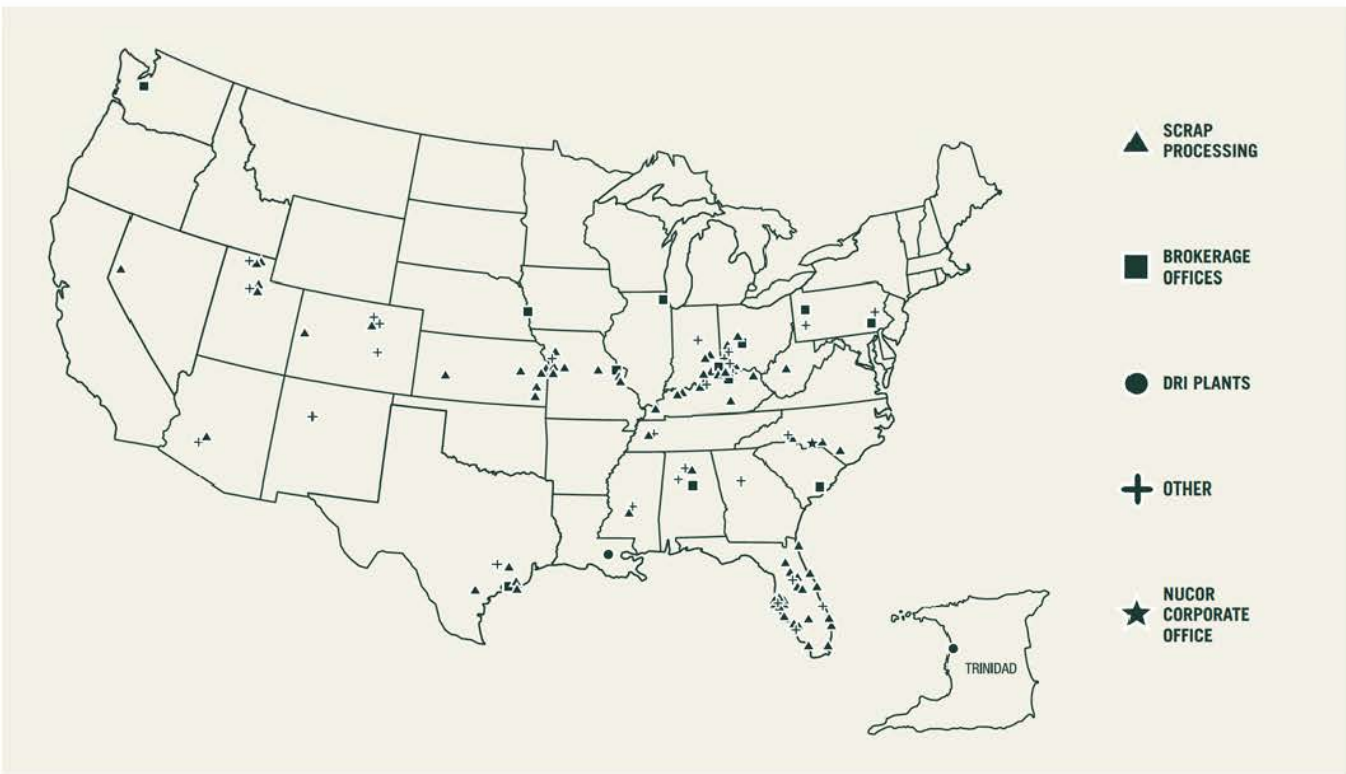 SCRAP
PROCESSING
BROKERAGE
OFFICES
DRI PLANTS
OTHER
NUCOR
CORPORATE
OFFICE
TRINIDAD